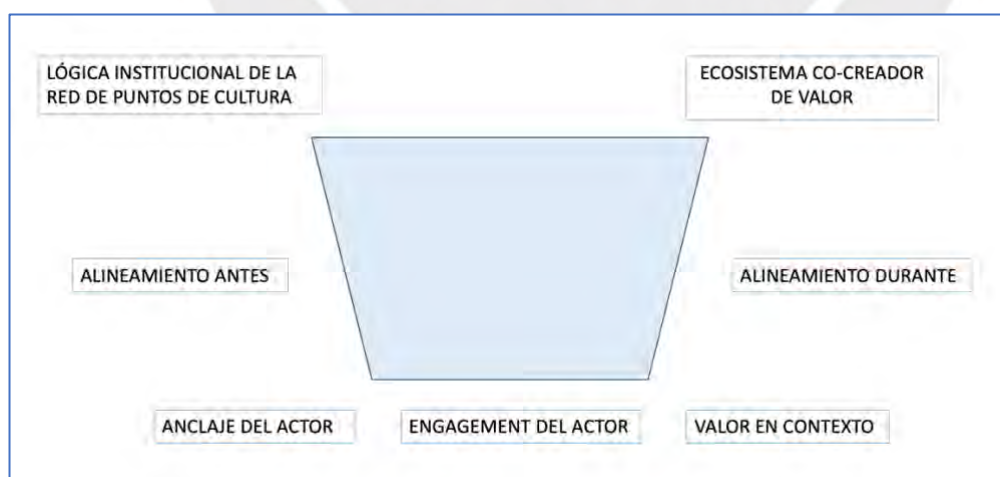 LÓGICA INSTITUCIONAL DE LA
RED DE PUNTOS DE CULTURA
ECOSISTEMA CO-CREADOR
DE VALOR
ALINEAMIENTO ANTES
ALINEAMIENTO DURANTE
ANCLAJE DEL ACTOR
ENGAGEMENT DEL ACTOR
VALOR EN CONTEXTO